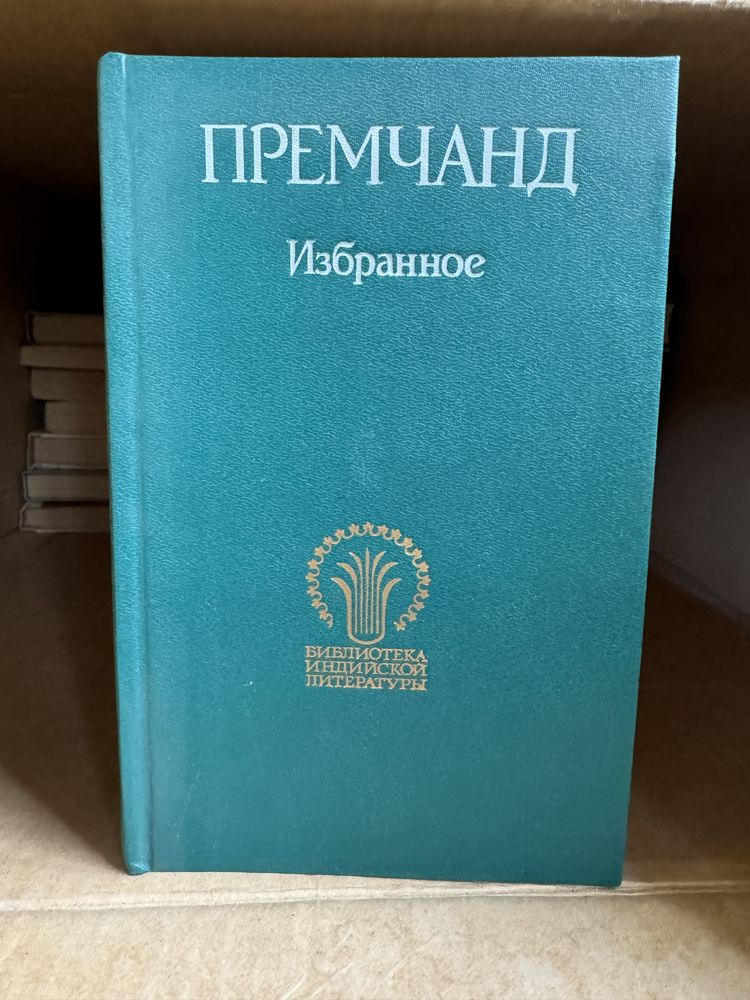 ПРЕМЧАНД
Избранное
БИБЛИОТЕКА
ИНДИЙСКОЙ
ЛИТЕРАТУРЫ